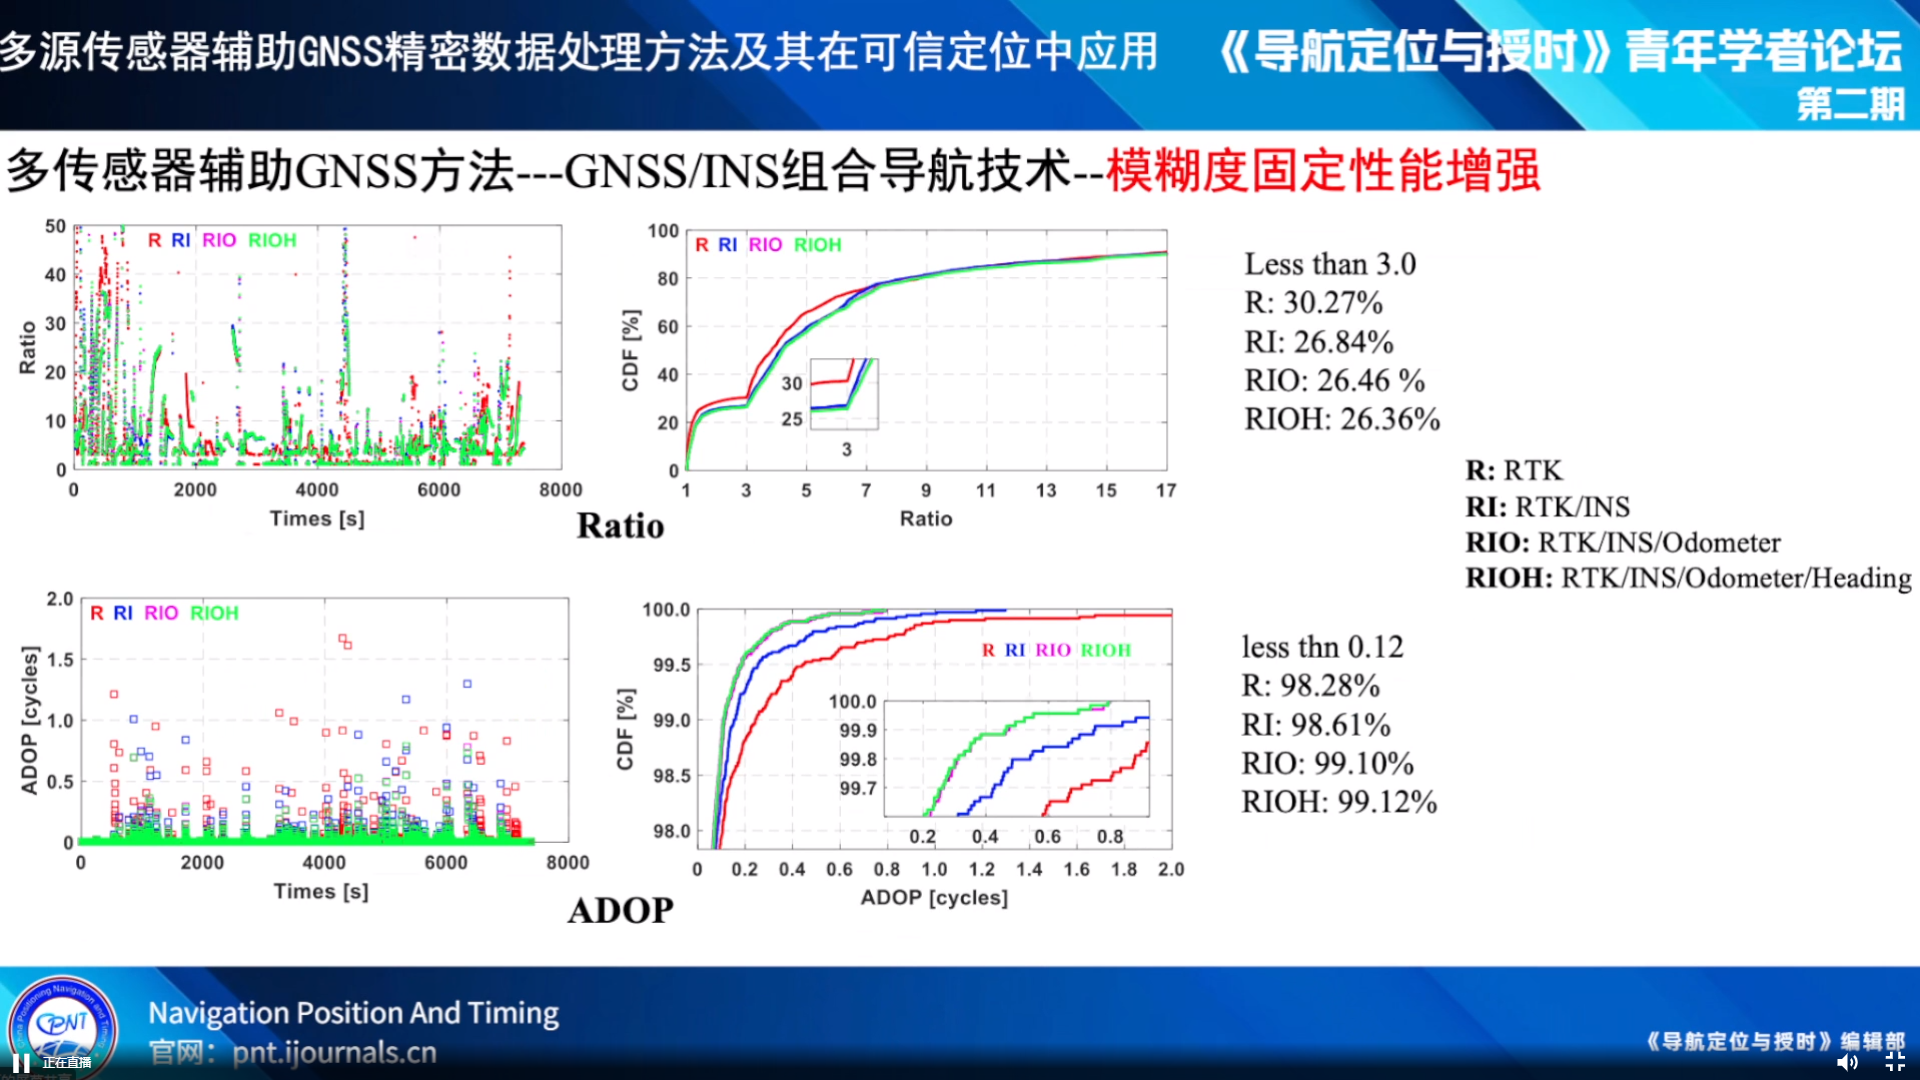 多源传感器辅助GNSS精密数据处理方法及其在可信定位中应用
《导航定位与授时》青年学者论坛
第二期
多传感器辅助GNSS方法---GNSS/INS组合导航技术--模糊度固定性能增强
50
40
30
20
10
0
Ratio
R RI RIO RIOH
0 2000 4000 6000 8000
Times [s]
100
80
60
40
20
0
CDF [%]
R RI RIO RIOH
30
25
3
1 3 5 7 9 11 13 15 17
Ratio
Ratio
Less than 3.0
R: 30.27%
RI: 26.84%
RIO: 26.46 %
RIOH: 26.36%
R: RTK
RI: RTK/INS
RIO: RTK/INS/Odometer
RIOH: RTK/INS/Odometer/Heading
2.0
1.5
1.0
0.5
0
ADOP [cycles]
R RI RIO RIOH
0 2000 4000 6000 8000
Times [s]
100.0
99.5
99.0
98.5
98.0
CDF [%]
R RI RIO RIOH
100.0
99.9
99.8
99.7
0.2 0.4 0.6 0.8
0 0.2 0.4 0.6 0.8 1.0 1.2 1.4 1.6 1.8 2.0
ADOP [cycles]
ADOP
less thn 0.12
R: 98.28%
RI: 98.61%
RIO: 99.10%
RIOH: 99.12%
China Positioning Navigation and Timing
CPNT
Navigation Position And Timing
官网：pnt.ijournals.cn
正在直播
《导航定位与授时》编辑部